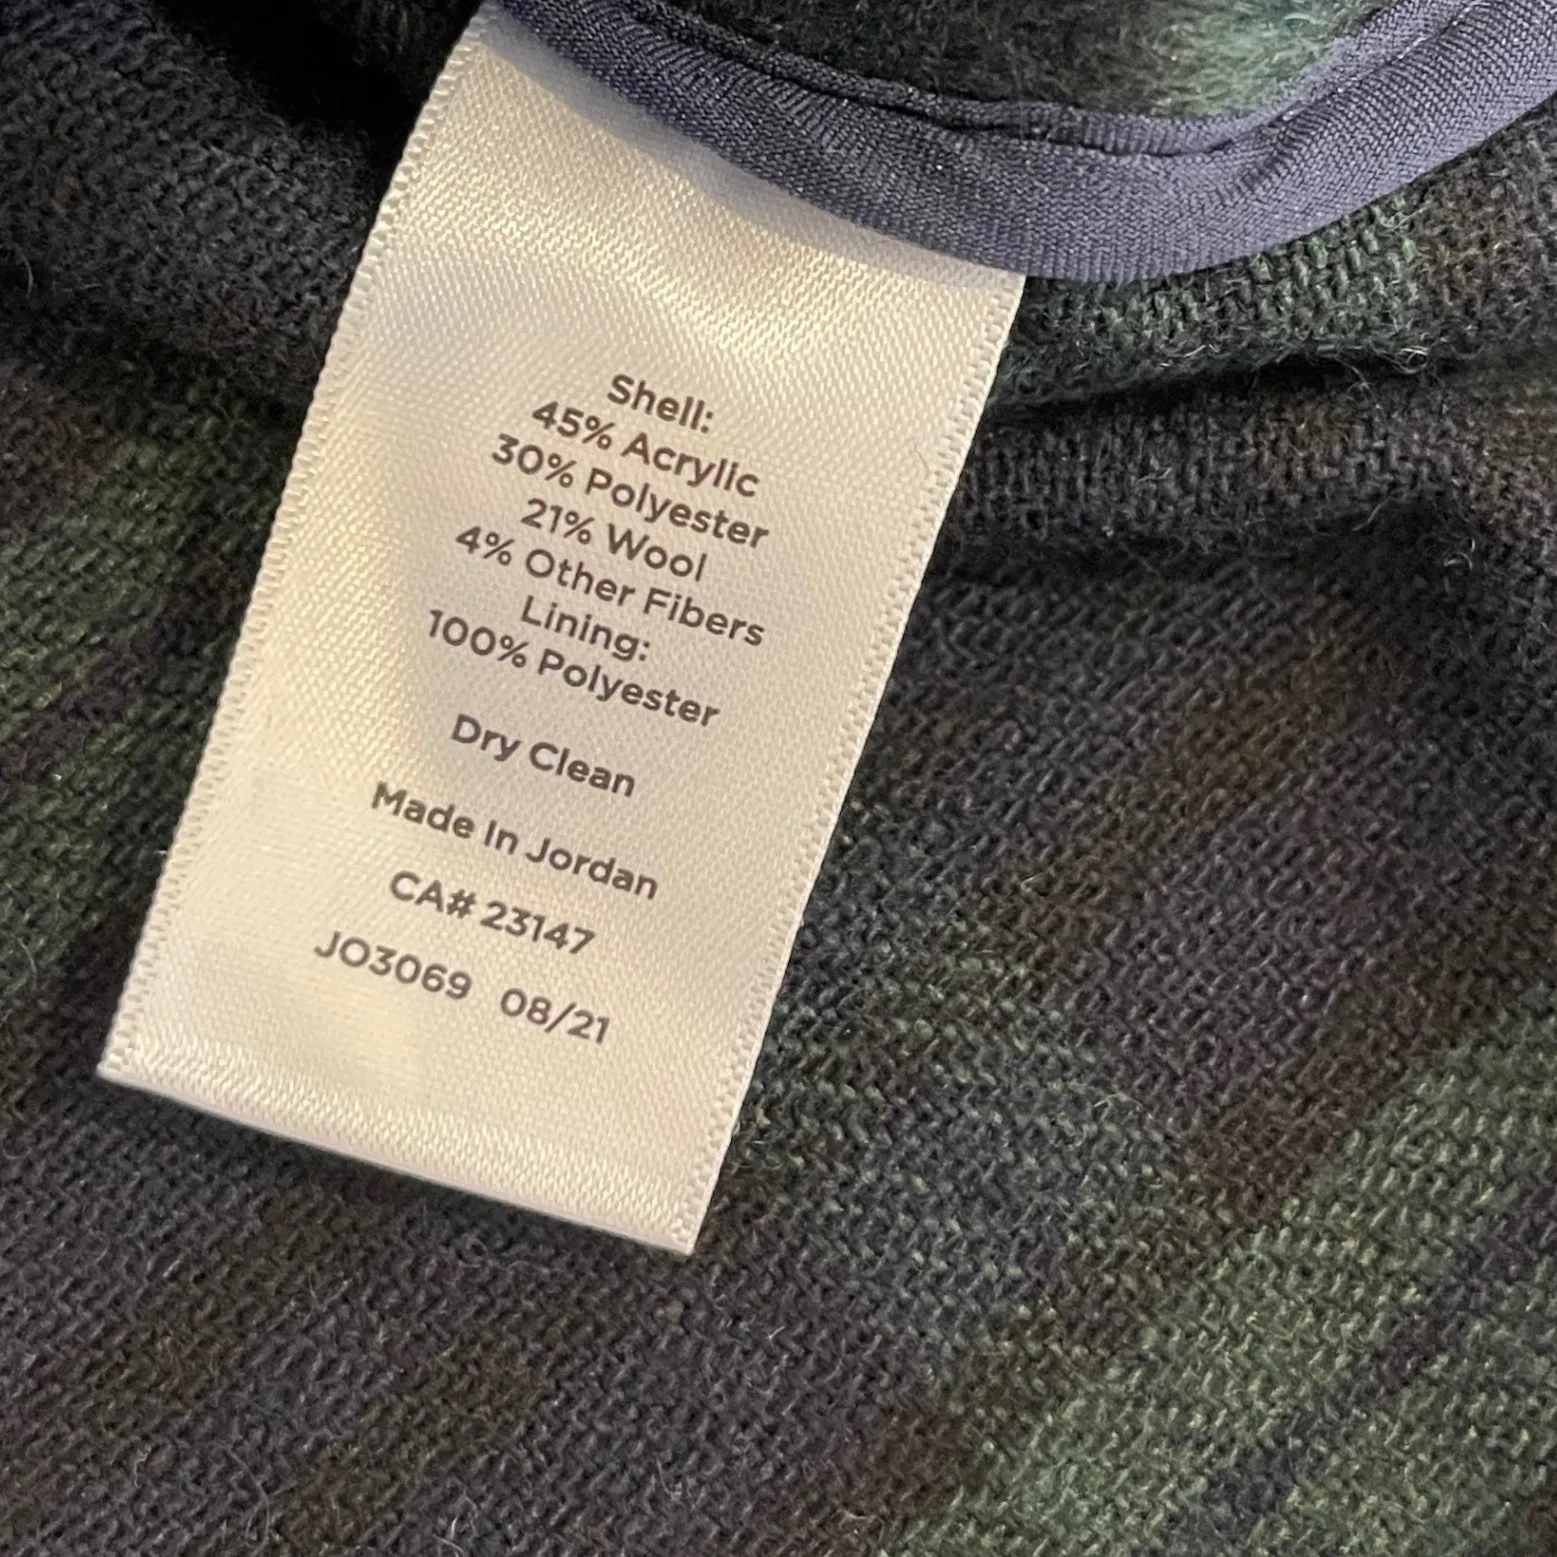 Shell:
45% Acrylic
30% Polyester
21% Wool
4% Other Fibers
Lining:
100% Polyester
Dry Clean
Made In Jordan
CA# 23147
JO3069 08/21